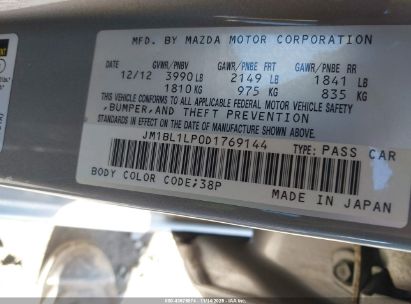 MFD. BY MAZDA MOTOR CORPORATION
DATE GVWR/PNBV GAWR/PNBE FRT GAWR/PNBE RR
12/12 3990 LB 2149 LB 1841 LB
1810 KG 975 KG 835 KG
THIS VEHICLE CONFORMS TO ALL APPLICABLE FEDERAL MOTOR VEHICLE SAFETY
, BUMPER, AND THEFT PREVENTION
STANDARDS IN EFFECT ON THE DATE OF MANUFACTURE SHOWN ABOVE.
JM1BL1LP0D1769144 TYPE: PASS CAR
BODY COLOR CODE;38P
MADE IN JAPAN